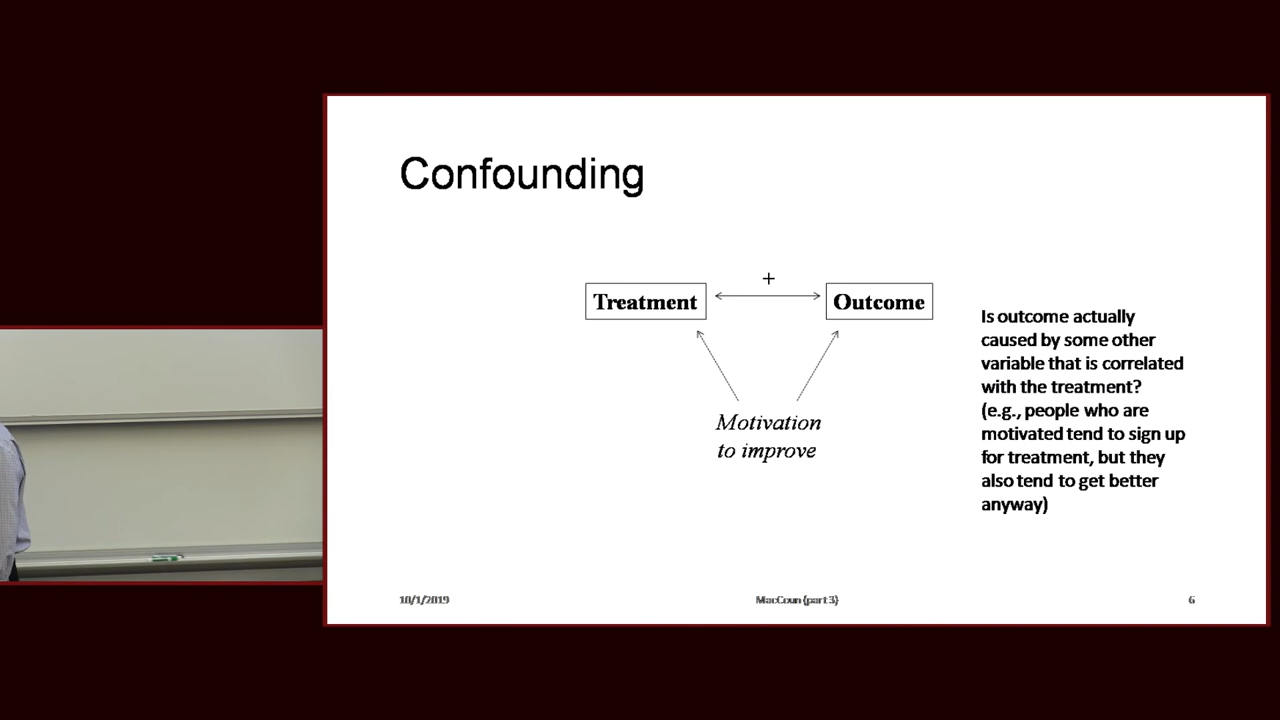 Confounding
+
Treatment
Outcome
Motivation
to improve
Is outcome actually
caused by some other
variable that is correlated
with the treatment?
(e.g., people who are
motivated tend to sign up
for treatment, but they
also tend to get better
anyway)
10/1/2019
MacCoun (part 3)
6